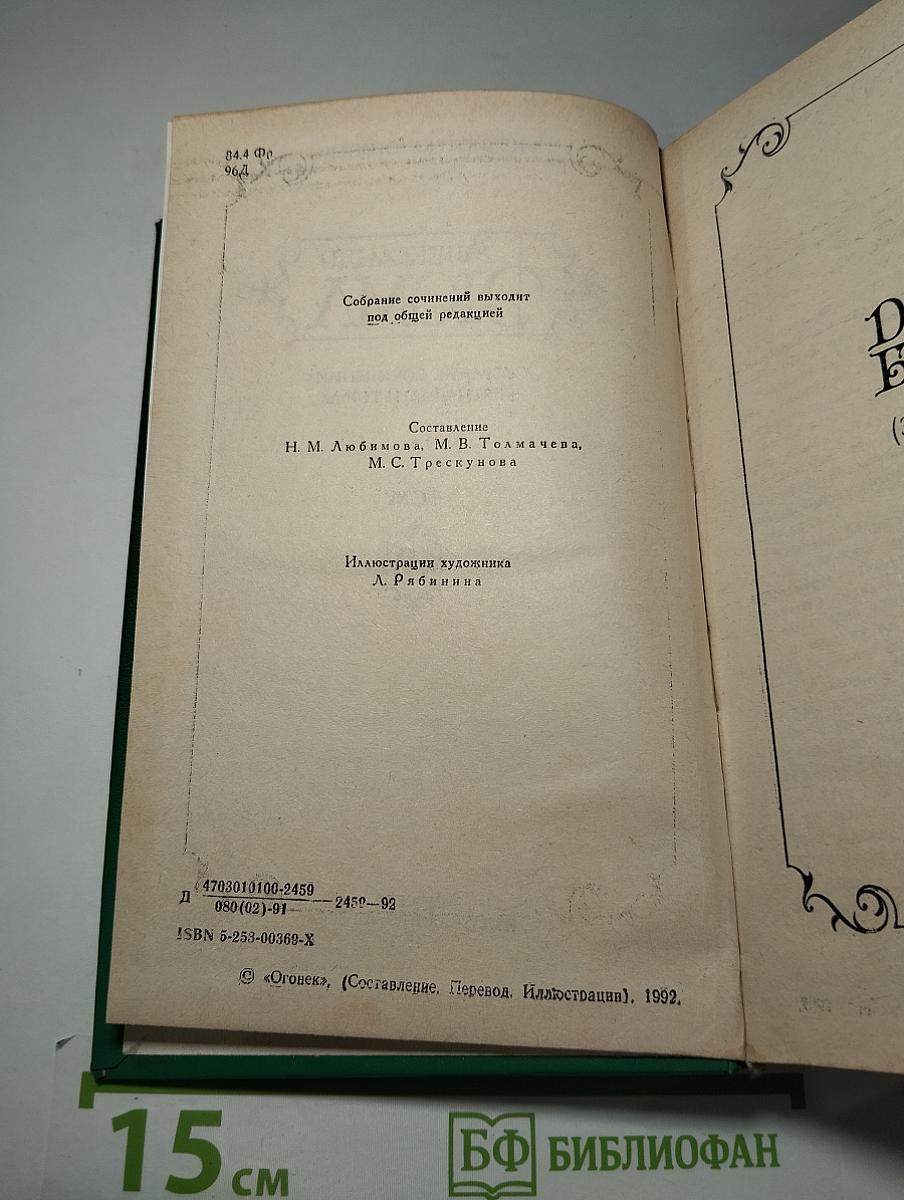 84.4 Фр
96Д
Собрание сочинений выходит
под общей редакцией
Составление
Н. М. Любимова, М. В. Толмачева,
М. С. Трескунова
Иллюстрации художника
Л. Рябинина
Д 4703010100-2459
080(02)-91
—2459—92
ISBN 5-253-00369-X
© «Огонек», (Составление, Перевод, Иллюстрации), 1992.
15 см
БФ БИБЛИОФАН